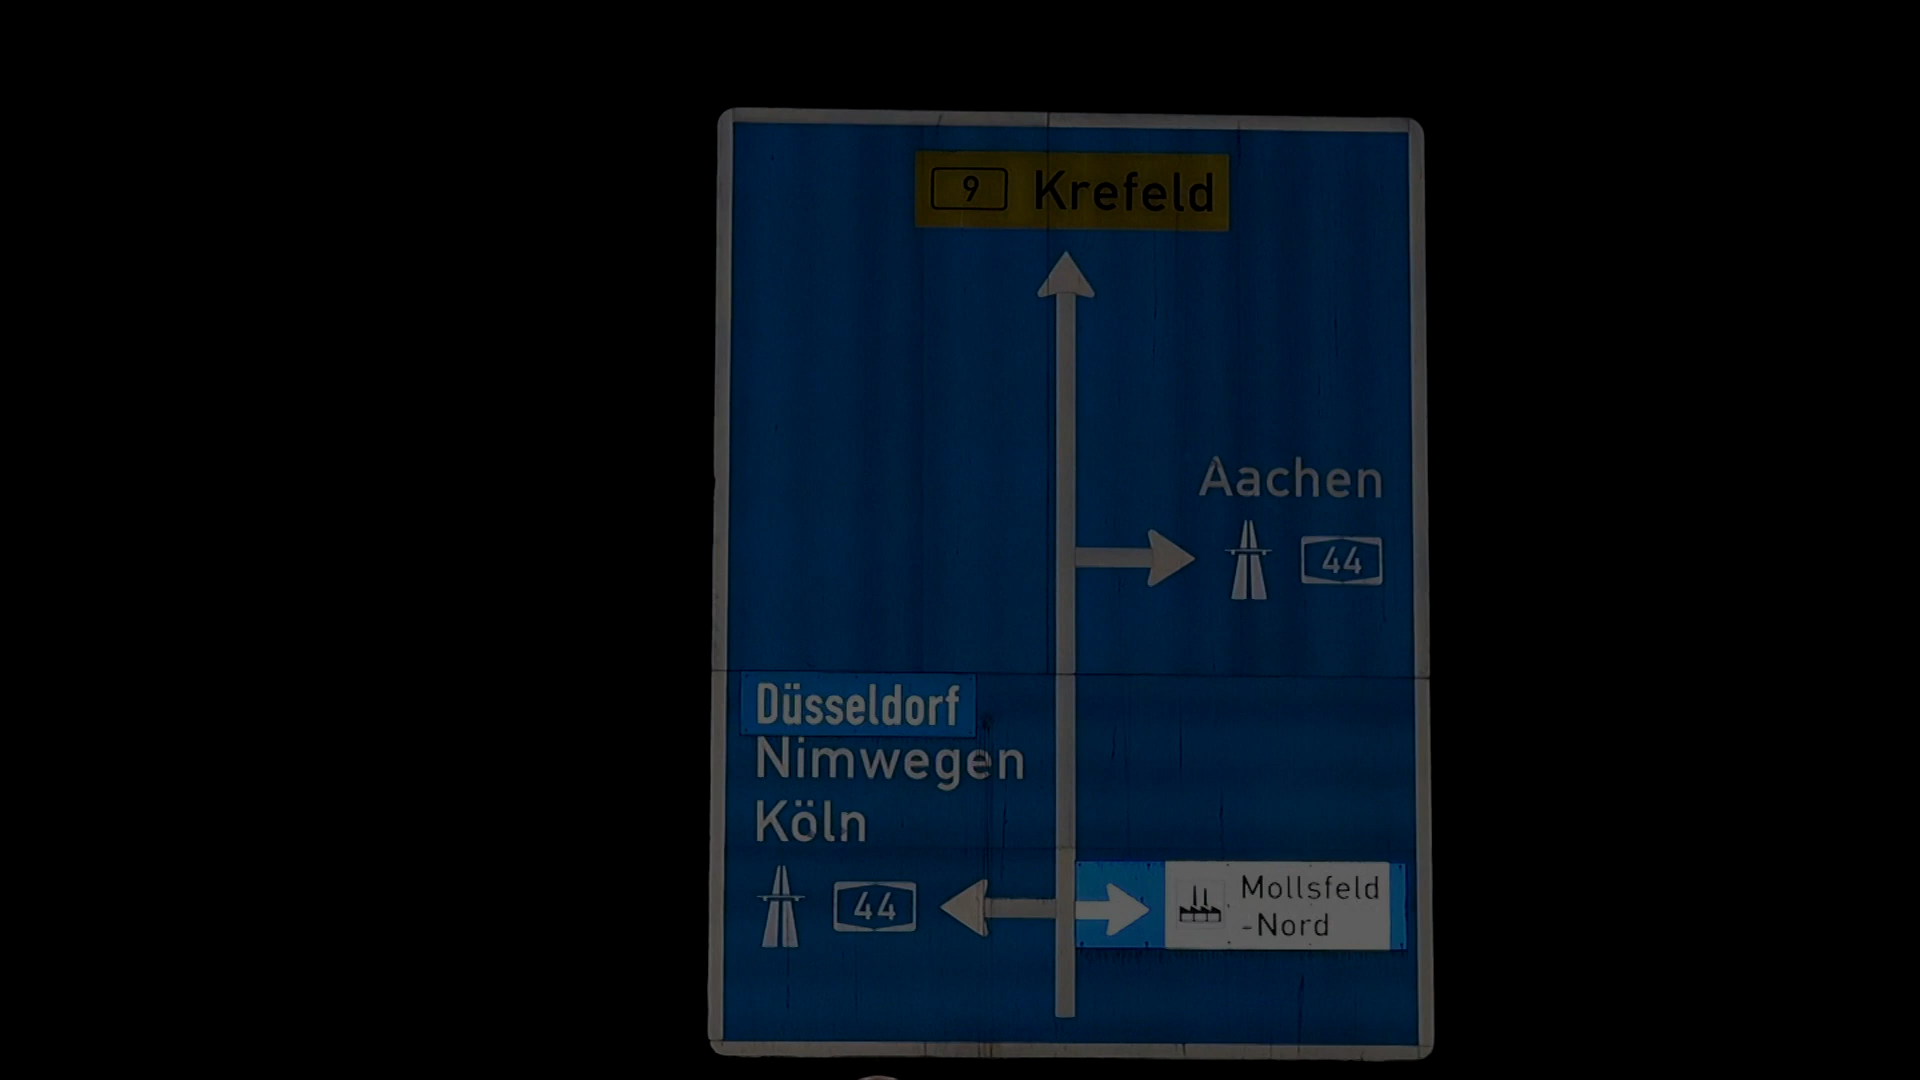 9 Krefeld
Aachen
44
Düsseldorf
Nimwegen
Köln
44
Mollsfeld
-Nord